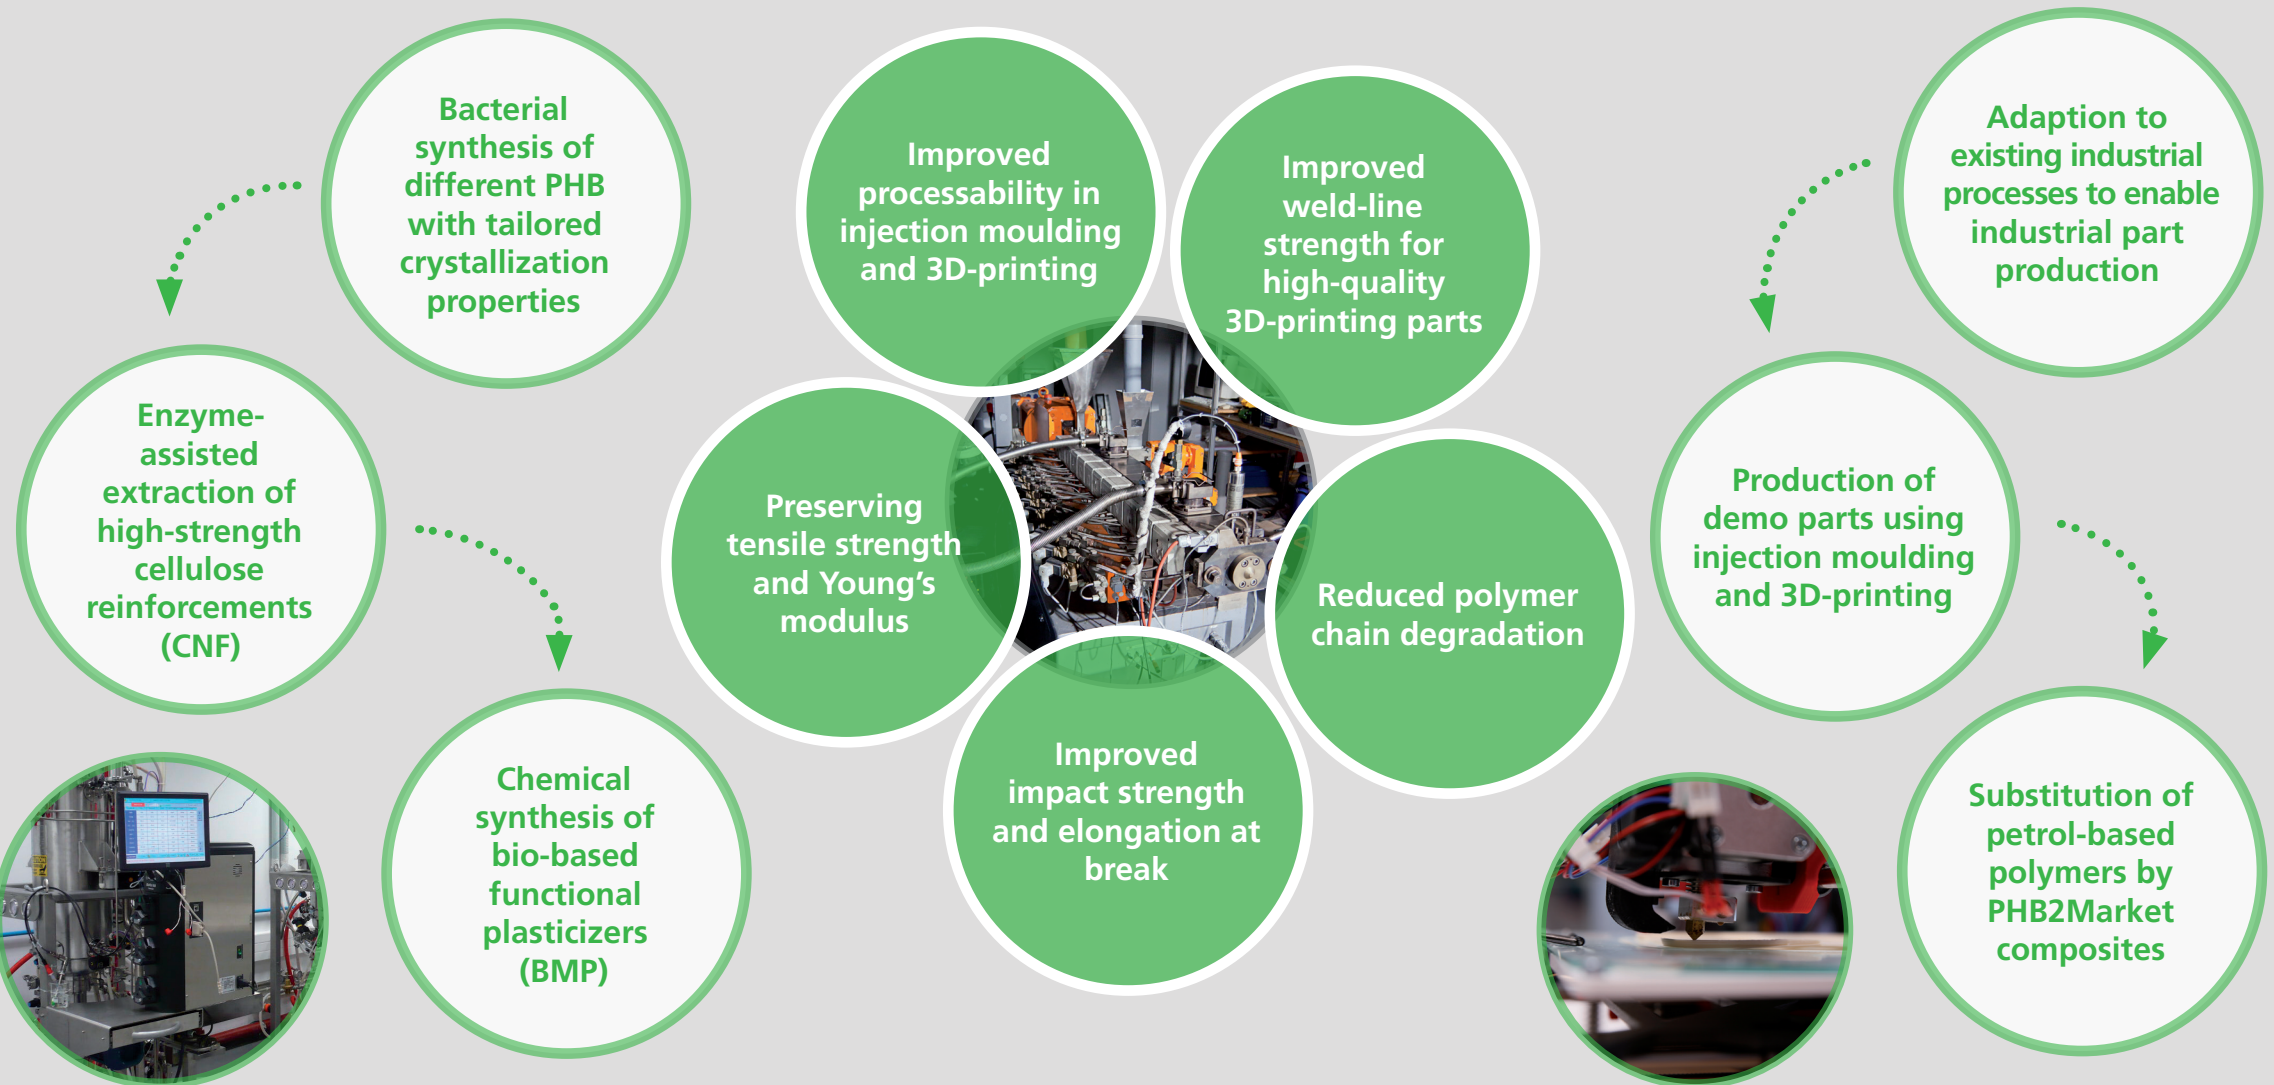 Bacterial
synthesis of
different PHB
with tailored
crystallization
properties
Enzyme-
assisted
extraction of
high-strength
cellulose
reinforcements
(CNF)
Chemical
synthesis of
bio-based
functional
plasticizers
(BMP)
Improved
processability in
injection moulding
and 3D-printing
Improved
weld-line
strength for
high-quality
3D-printing parts
Preserving
tensile strength
and Young’s
modulus
Reduced polymer
chain degradation
Improved
impact strength
and elongation at
break
Adaption to
existing industrial
processes to enable
industrial part
production
Production of
demo parts using
injection moulding
and 3D-printing
Substitution of
petrol-based
polymers by
PHB2Market
composites